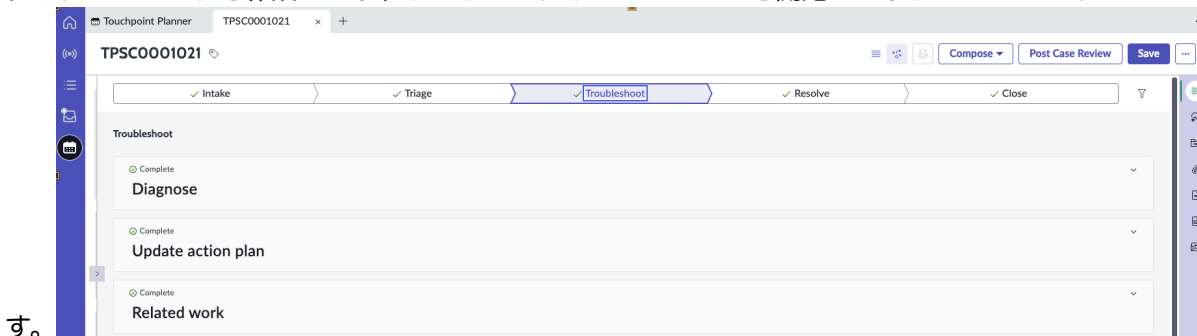 Touchpoint Planner TPSC0001021 × +
TPSC0001021 Compose Post Case Review Save ...
✓ Intake ✓ Triage ✓ Troubleshoot ✓ Resolve ✓ Close
Troubleshoot
Complete
Diagnose
Complete
Update action plan
Complete
Related work
す。